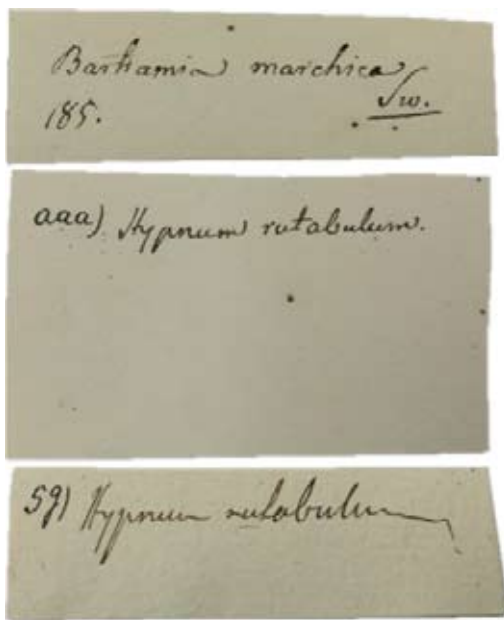 Bartramia marchica
185. Sw.
aaa) Hypnum rutabulum.
59) Hypnum rutabulum